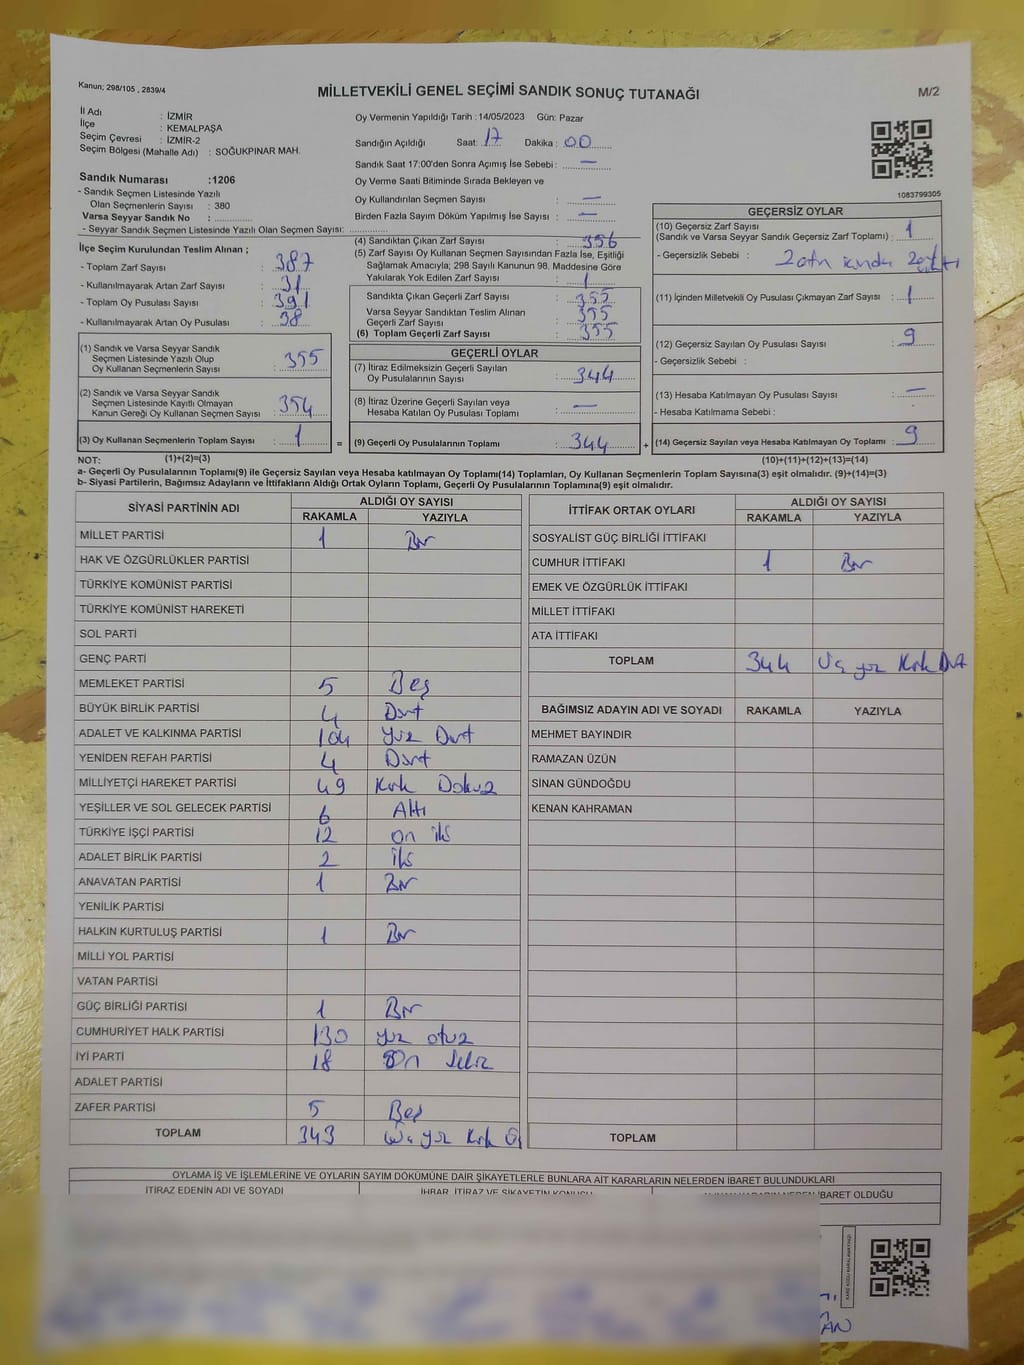 Kanun; 298/105 , 2839/4
MİLLETVEKİLİ GENEL SEÇİMİ SANDIK SONUÇ TUTANAĞI
M/2
İl Adı : İZMİR
İlçe : KEMALPAŞA
Seçim Çevresi : İZMİR-2
Seçim Bölgesi (Mahalle Adı) : SOĞUKPINAR MAH.
Sandık Numarası :1206
- Sandık Seçmen Listesinde Yazılı
Olan Seçmenlerin Sayısı : 380
Varsa Seyyar Sandık No :
- Seyyar Sandık Seçmen Listesinde Yazılı Olan Seçmen Sayısı:
Oy Vermenin Yapıldığı Tarih :14/05/2023 Gün: Pazar
Sandığın Açıldığı Saat: 17 Dakika : 00
Sandık Saat 17:00'den Sonra Açımış İse Sebebi : —
Oy Verme Saati Bitiminde Sırada Bekleyen ve
Oy Kullandırılan Seçmen Sayısı : —
Birden Fazla Sayım Döküm Yapılmış İse Sayısı : —
1083799305
İlçe Seçim Kurulundan Teslim Alınan ;
- Toplam Zarf Sayısı : 387
- Kullanılmayarak Artan Zarf Sayısı : 31
- Toplam Oy Pusulası Sayısı : 391
- Kullanılmayarak Artan Oy Pusulası : 38
(4) Sandıktan Çıkan Zarf Sayısı : 356
(5) Zarf Sayısı Oy Kullanan Seçmen Sayısından Fazla İse, Eşitliği
Sağlamak Amacıyla; 298 Sayılı Kanunun 98. Maddesine Göre
Yakılarak Yok Edilen Zarf Sayısı : 1
Sandıkta Çıkan Geçerli Zarf Sayısı : 355
Varsa Seyyar Sandıktan Teslim Alınan
Geçerli Zarf Sayısı : 355
(6) Toplam Geçerli Zarf Sayısı : 355
GEÇERSİZ OYLAR
(10) Geçersiz Zarf Sayısı
(Sandık ve Varsa Seyyar Sandık Geçersiz Zarf Toplamı) : 1
- Geçersizlik Sebebi :
(11) İçinden Milletvekili Oy Pusulası Çıkmayan Zarf Sayısı : 1
(12) Geçersiz Sayılan Oy Pusulası Sayısı : 9
- Geçersizlik Sebebi :
(13) Hesaba Katılmayan Oy Pusulası Sayısı : —
- Hesaba Katılmama Sebebi :
(14) Geçersiz Sayılan veya Hesaba Katılmayan Oy Toplamı : 9
(1) Sandık ve Varsa Seyyar Sandık
Seçmen Listesinde Yazılı Olup
Oy Kullanan Seçmenlerin Sayısı : 355
(2) Sandık ve Varsa Seyyar Sandık
Seçmen Listesinde Kayıtlı Olmayan
Kanun Gereği Oy Kullanan Seçmen Sayısı : 354
(3) Oy Kullanan Seçmenlerin Toplam Sayısı : 1 =
GEÇERLİ OYLAR
(7) İtiraz Edilmeksizin Geçerli Sayılan
Oy Pusulalarının Sayısı : 344
(8) İtiraz Üzerine Geçerli Sayılan veya
Hesaba Katılan Oy Pusulası Toplamı : —
(9) Geçerli Oy Pusulalarının Toplamı : 344 +
NOT: (1)+(2)=(3) (10)+(11)+(12)+(13)=(14)
a- Geçerli Oy Pusulalarının Toplamı(9) ile Geçersiz Sayılan veya Hesaba katılmayan Oy Toplamı(14) Toplamları, Oy Kullanan Seçmenlerin Toplam Sayısına(3) eşit olmalıdır. (9)+(14)=(3)
b- Siyasi Partilerin, Bağımsız Adayların ve İttifakların Aldığı Ortak Oyların Toplamı, Geçerli Oy Pusulalarının Toplamına(9) eşit olmalıdır.
SİYASİ PARTİNİN ADI ALDIĞI OY SAYISI
RAKAMLA YAZIYLA
MİLLET PARTİSİ 1 Bir
HAK VE ÖZGÜRLÜKLER PARTİSİ
TÜRKİYE KOMÜNİST PARTİSİ
TÜRKİYE KOMÜNİST HAREKETİ
SOL PARTİ
GENÇ PARTİ
MEMLEKET PARTİSİ 5 Beş
BÜYÜK BİRLİK PARTİSİ 4 Dört
ADALET VE KALKINMA PARTİSİ 104 Yüz Dört
YENİDEN REFAH PARTİSİ 4 Dört
MİLLİYETÇİ HAREKET PARTİSİ 49 Kırk Dokuz
YEŞİLLER VE SOL GELECEK PARTİSİ 6 Altı
TÜRKİYE İŞÇİ PARTİSİ 12 on iki
ADALET BİRLİK PARTİSİ 2 iki
ANAVATAN PARTİSİ 1 Bir
YENİLİK PARTİSİ
HALKIN KURTULUŞ PARTİSİ 1 Bir
MİLLİ YOL PARTİSİ
VATAN PARTİSİ
GÜÇ BİRLİĞİ PARTİSİ 1 Bir
CUMHURİYET HALK PARTİSİ 130 yüz otuz
İYİ PARTİ 18 On Sekiz
ADALET PARTİSİ
ZAFER PARTİSİ 5 Beş
TOPLAM 343 Üç yüz Kırk Ü
İTTİFAK ORTAK OYLARI ALDIĞI OY SAYISI
RAKAMLA YAZIYLA
SOSYALİST GÜÇ BİRLİĞİ İTTİFAKI
CUMHUR İTTİFAKI 1 Bir
EMEK VE ÖZGÜRLÜK İTTİFAKI
MİLLET İTTİFAKI
ATA İTTİFAKI
TOPLAM 344 Üç yüz Kırk Dört
BAĞIMSIZ ADAYIN ADI VE SOYADI RAKAMLA YAZIYLA
MEHMET BAYINDIR
RAMAZAN ÜZÜN
SİNAN GÜNDOĞDU
KENAN KAHRAMAN
TOPLAM
OYLAMA İŞ VE İŞLEMLERİNE VE OYLARIN SAYIM DÖKÜMÜNE DAİR ŞİKAYETLERLE BUNLARA AİT KARARLARIN NELERDEN İBARET BULUNDUKLARI
İTİRAZ EDENİN ADI VE SOYADI İHBAR, İTİRAZ VE ŞİKAYETİN KONUSU İBARET OLDUĞU